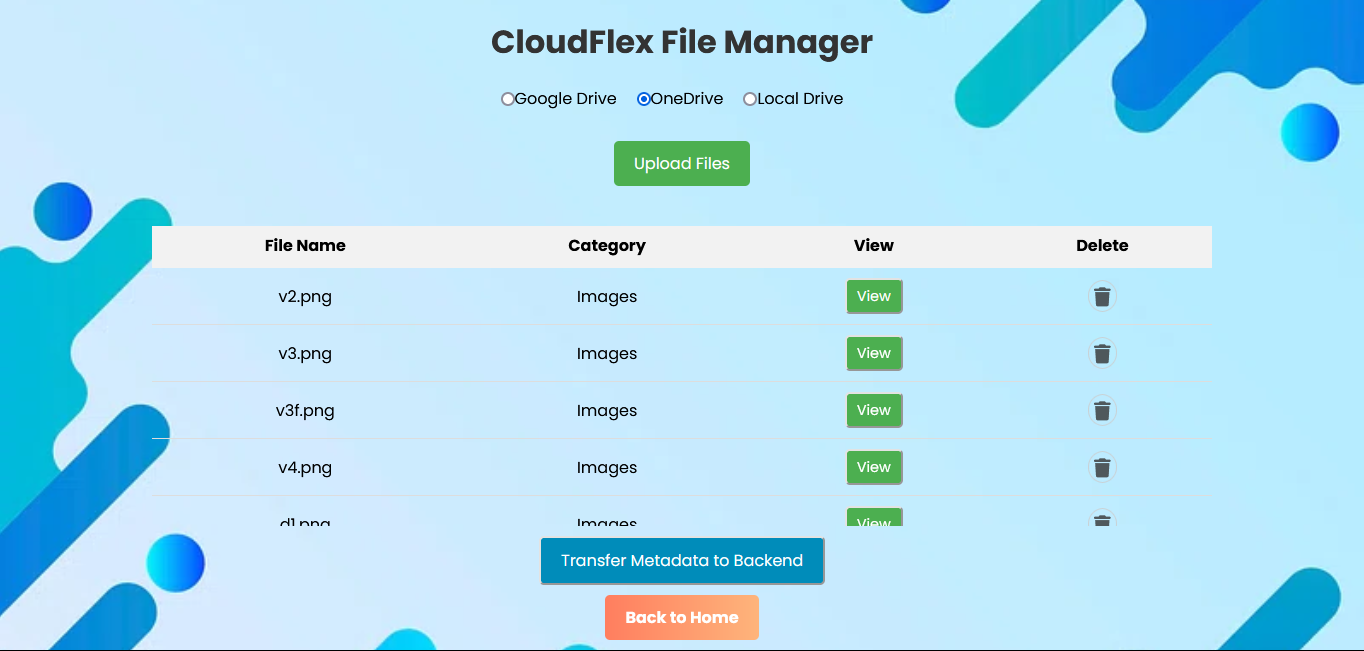 CloudFlex File Manager
Google Drive OneDrive Local Drive
Upload Files
File Name Category View Delete
v2.png Images View
v3.png Images View
v3f.png Images View
v4.png Images View
d1.png Images View
Transfer Metadata to Backend
Back to Home